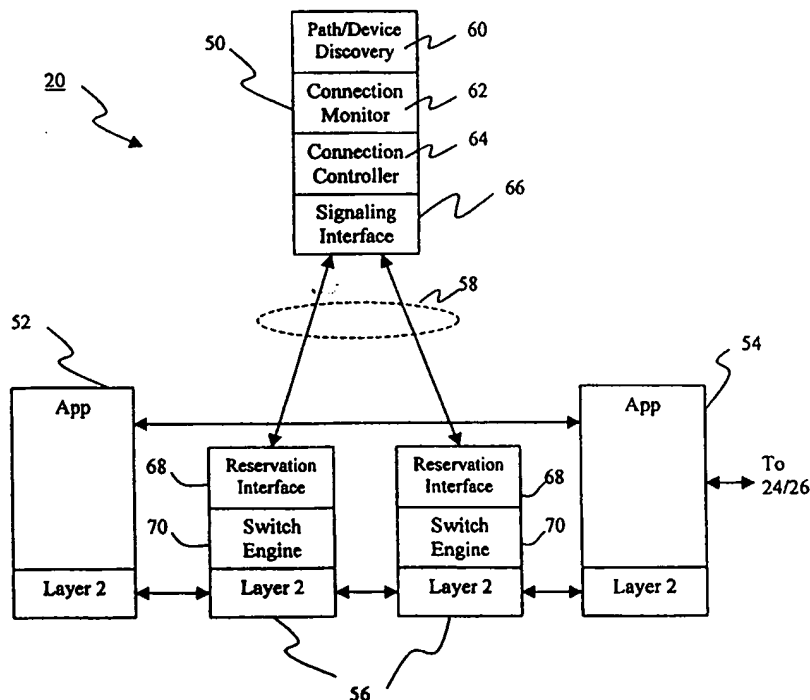 Path/Device
Discovery
60
50
20
Connection
Monitor
62
Connection
Controller
64
Signaling
Interface
66
58
52
54
App
App
Reservation
Interface
68
Reservation
Interface
68
To
24/26
70
Switch
Engine
Switch
Engine
70
Layer 2
Layer 2
Layer 2
Layer 2
56